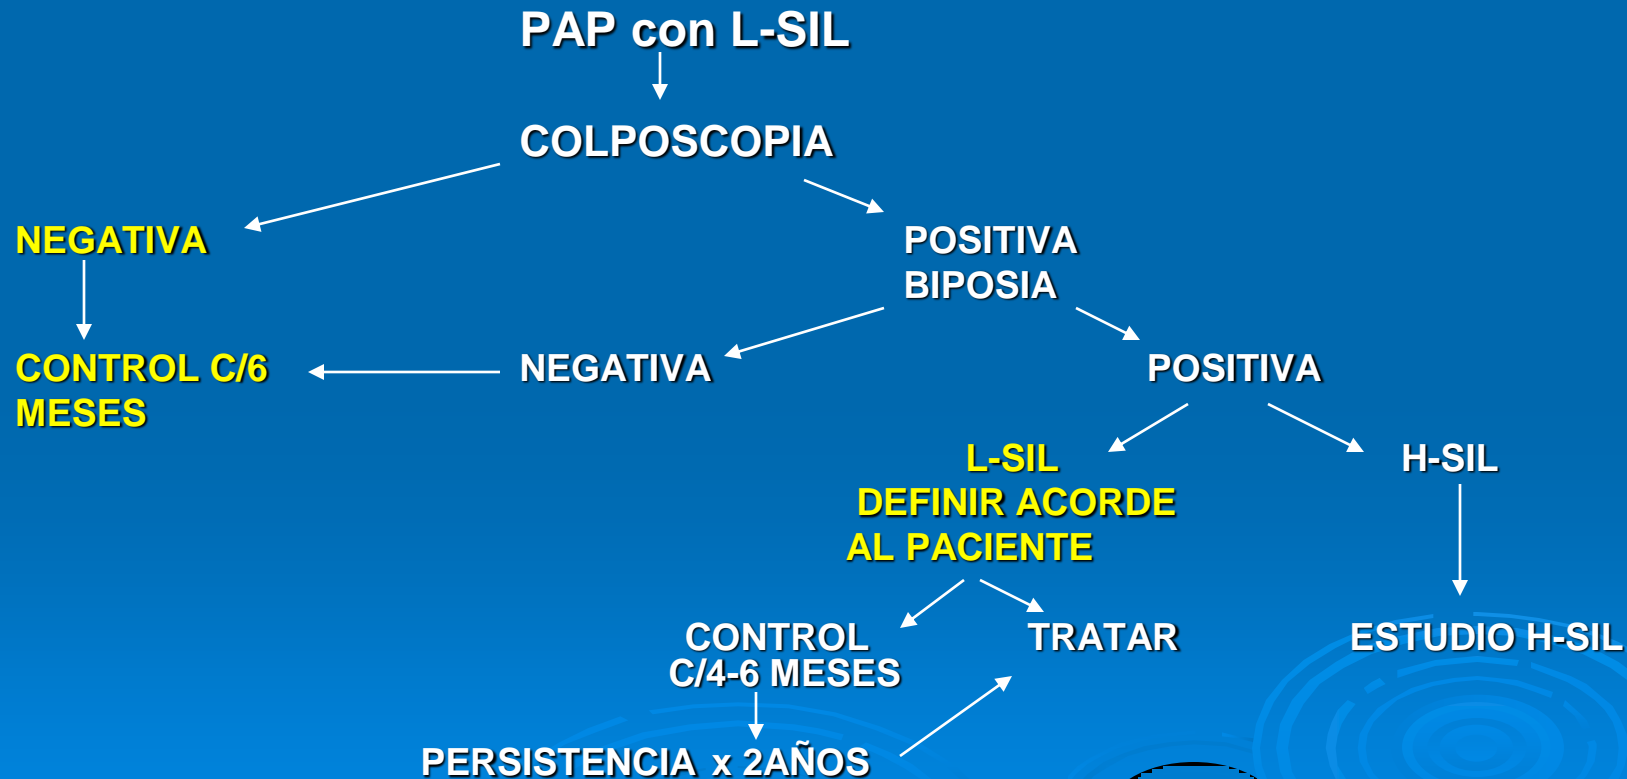 PAP con L-SIL
COLPOSCOPIA
NEGATIVA
POSITIVA
BIPOSIA
CONTROL C/6
MESES
NEGATIVA
POSITIVA
L-SIL
DEFINIR ACORDE
AL PACIENTE
H-SIL
CONTROL
C/4-6 MESES
TRATAR
ESTUDIO H-SIL
PERSISTENCIA x 2AÑOS